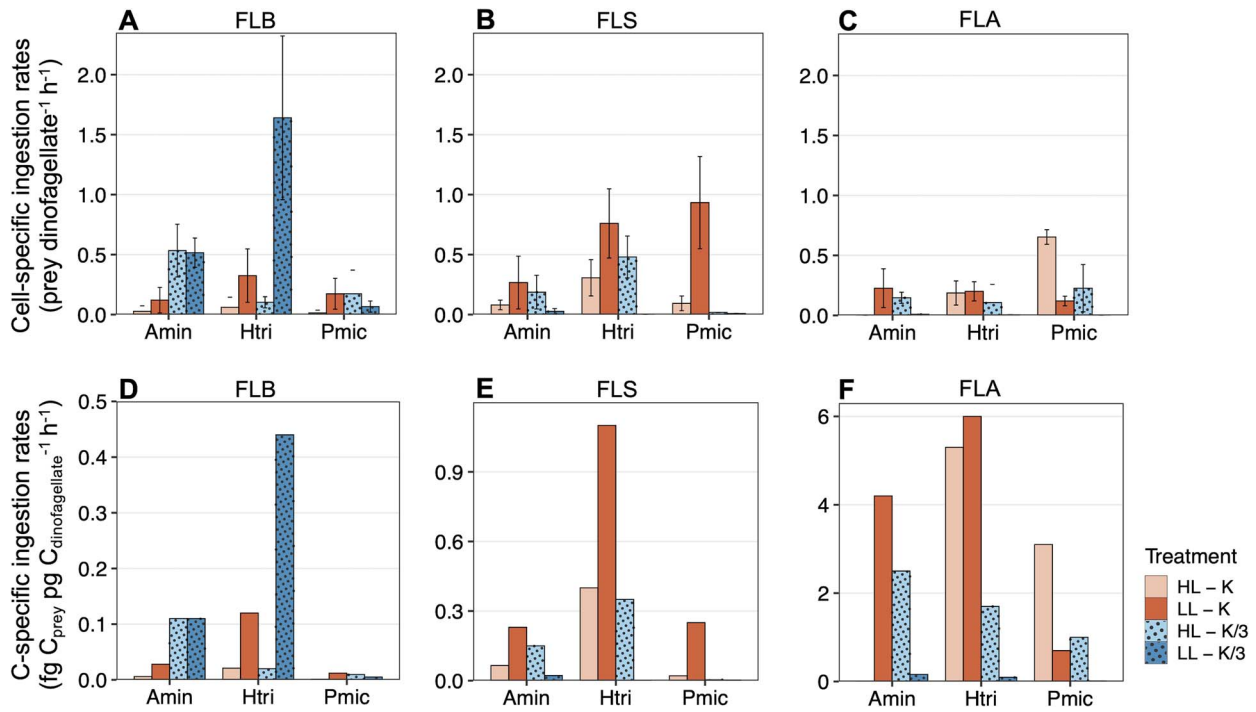 A FLB
B FLS
C FLA
Cell-specific ingestion rates
(prey dinofagellate⁻¹ h⁻¹)
2.0
1.5
1.0
0.5
0.0
Amin Htri Pmic
2.0
1.5
1.0
0.5
0.0
Amin Htri Pmic
2.0
1.5
1.0
0.5
0.0
Amin Htri Pmic
D FLB
E FLS
F FLA
C-specific ingestion rates
(fg C_prey pg C_dinofagellate⁻¹ h⁻¹)
0.5
0.4
0.3
0.2
0.1
0.0
Amin Htri Pmic
0.9
0.6
0.3
0.0
Amin Htri Pmic
6
4
2
0
Amin Htri Pmic
Treatment
HL – K
LL – K
HL – K/3
LL – K/3